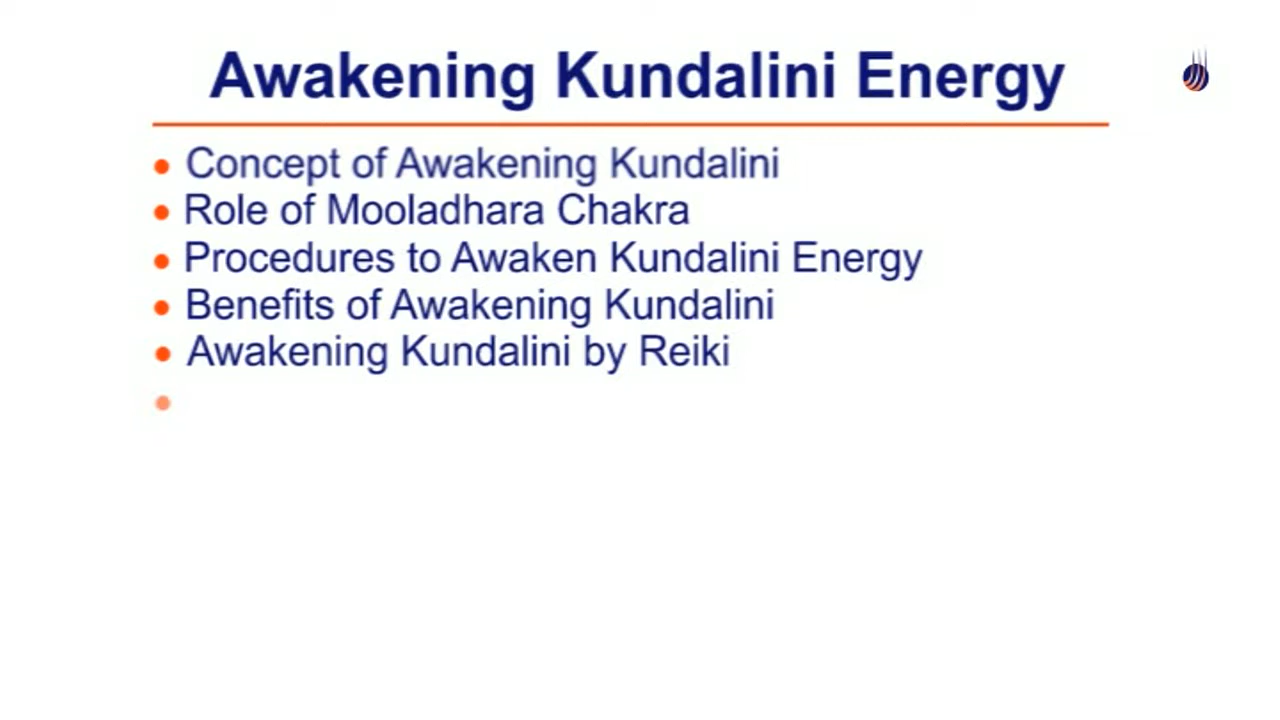 Awakening Kundalini Energy
• Concept of Awakening Kundalini
• Role of Mooladhara Chakra
• Procedures to Awaken Kundalini Energy
• Benefits of Awakening Kundalini
• Awakening Kundalini by Reiki
•